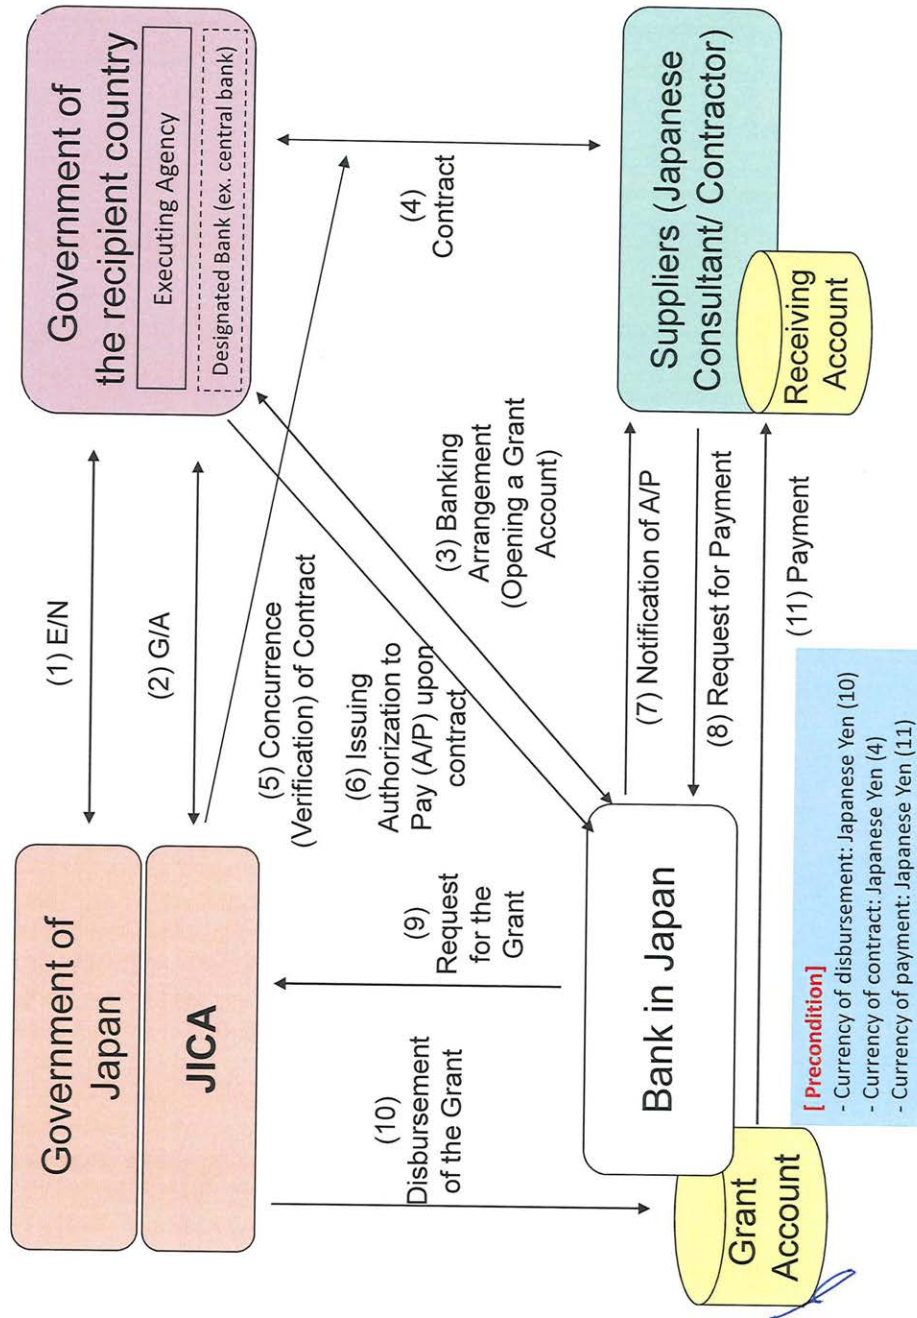 Government of
Japan
JICA
(1) E/N
(2) G/A
Government of
the recipient country
Executing Agency
Designated Bank (ex. central bank)
(5) Concurrence
(Verification) of Contract
(6) Issuing
Authorization to
Pay (A/P) upon
contract
(9)
Request
for the
Grant
(10)
Disbursement
of the Grant
(3) Banking
Arrangement
(Opening a Grant
Account)
(4)
Contract
Bank in Japan
Grant
Account
(7) Notification of A/P
(8) Request for Payment
(11) Payment
Suppliers (Japanese
Consultant/ Contractor)
Receiving
Account
[ Precondition]
- Currency of disbursement: Japanese Yen (10)
- Currency of contract: Japanese Yen (4)
- Currency of payment: Japanese Yen (11)